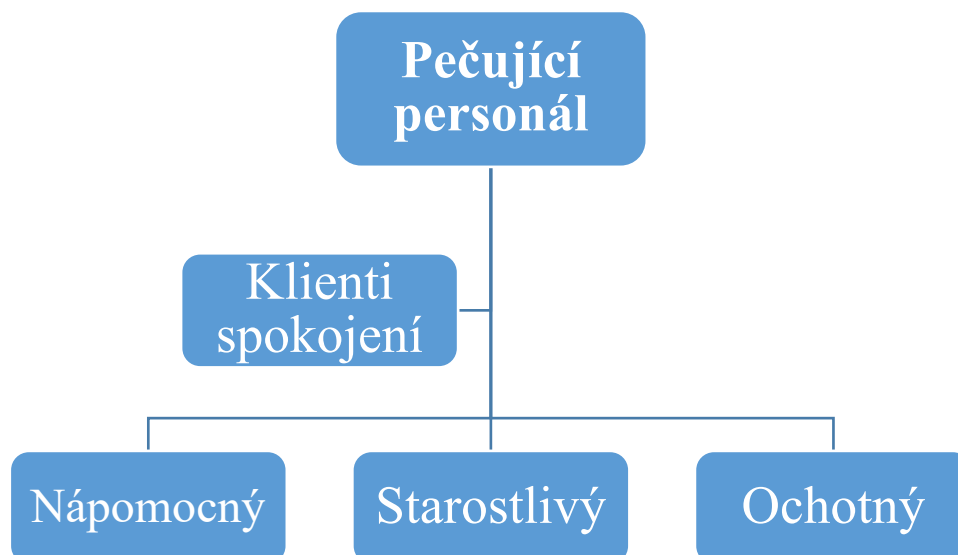 Pečující
personál
Klienti
spokojení
Nápomocný
Starostlivý
Ochotný